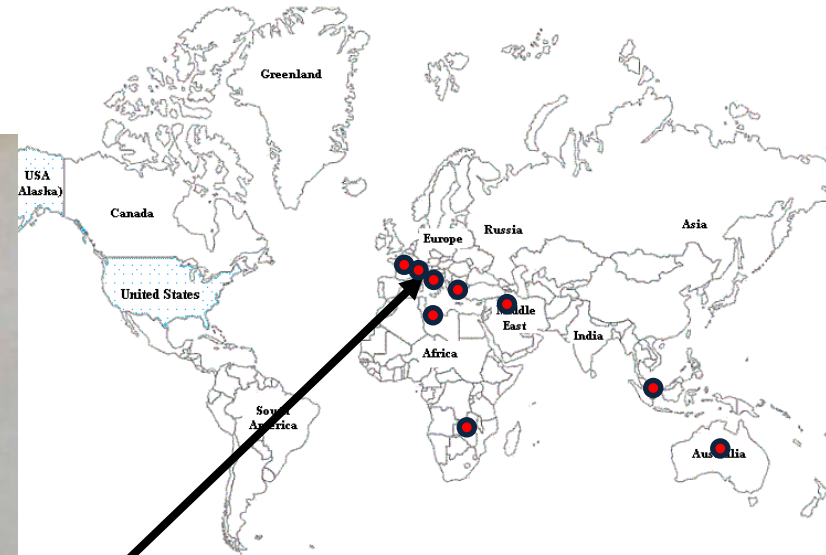 Greenland
USA
Alaska)
Canada
Russia
Asia
Europe
United States
Middle
East
India
Africa
South
America
Australia